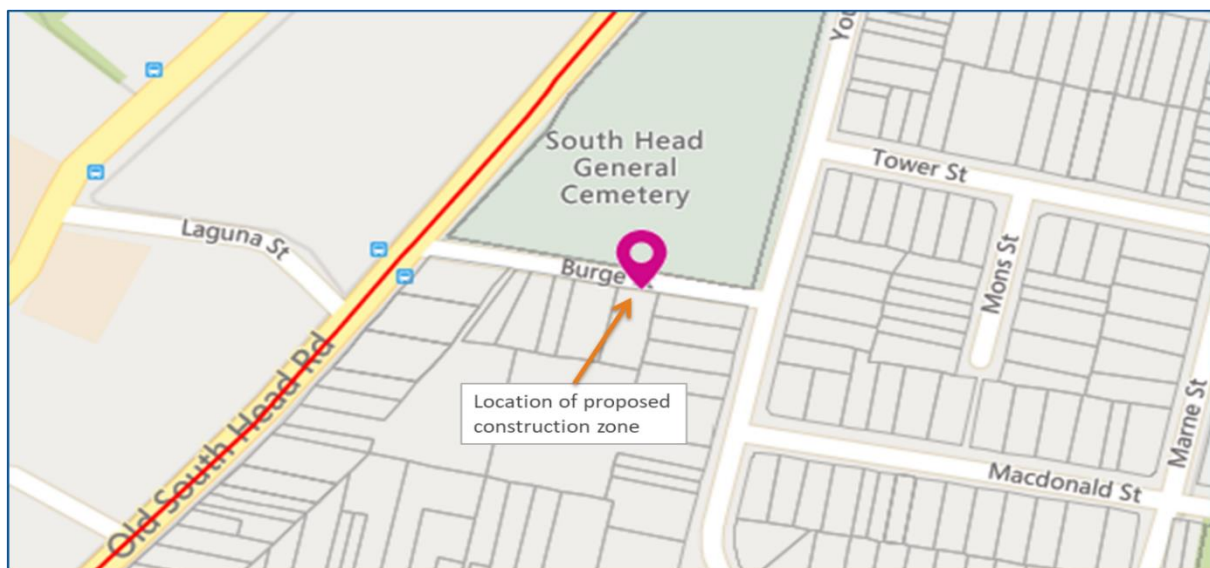 South Head
General
Cemetery
You
Tower St
Laguna St
Burge
Mons St
Old South Head Rd
Location of proposed
construction zone
Marne St
Macdonald St